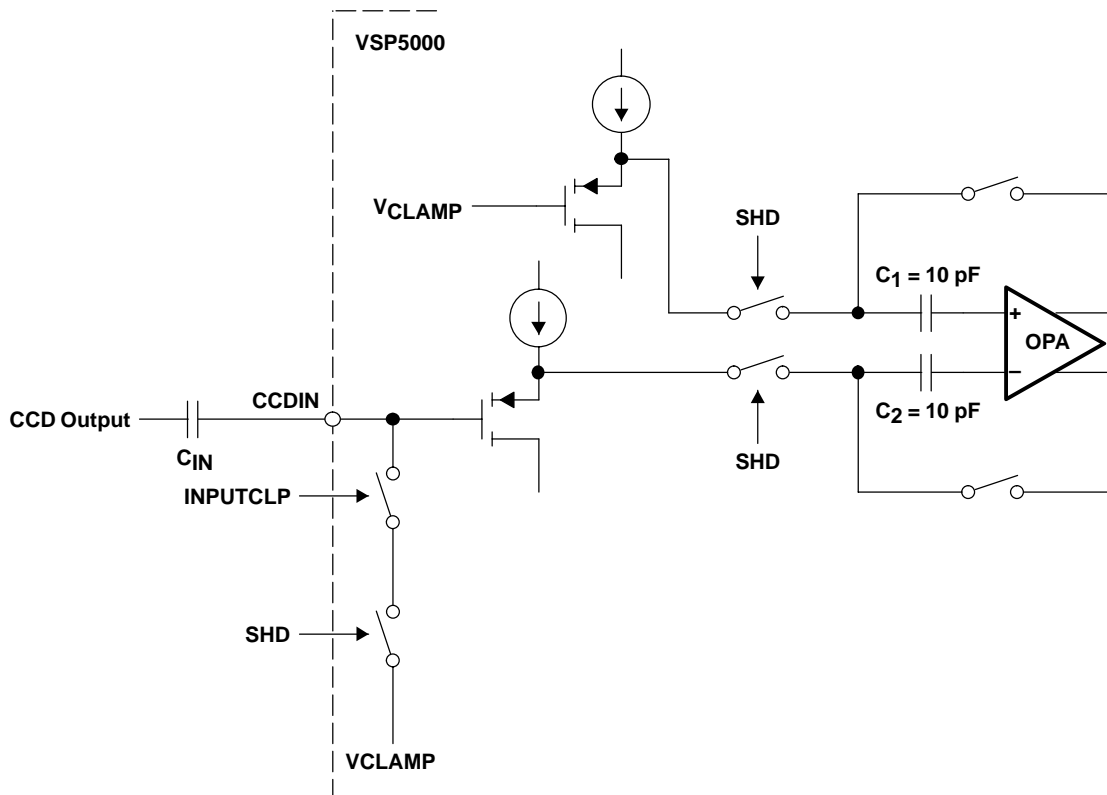 VSP5000
VCLAMP
SHD
C1 = 10 pF
+
OPA
−
C2 = 10 pF
SHD
CCDIN
CCD Output
CIN
INPUTCLP
SHD
VCLAMP